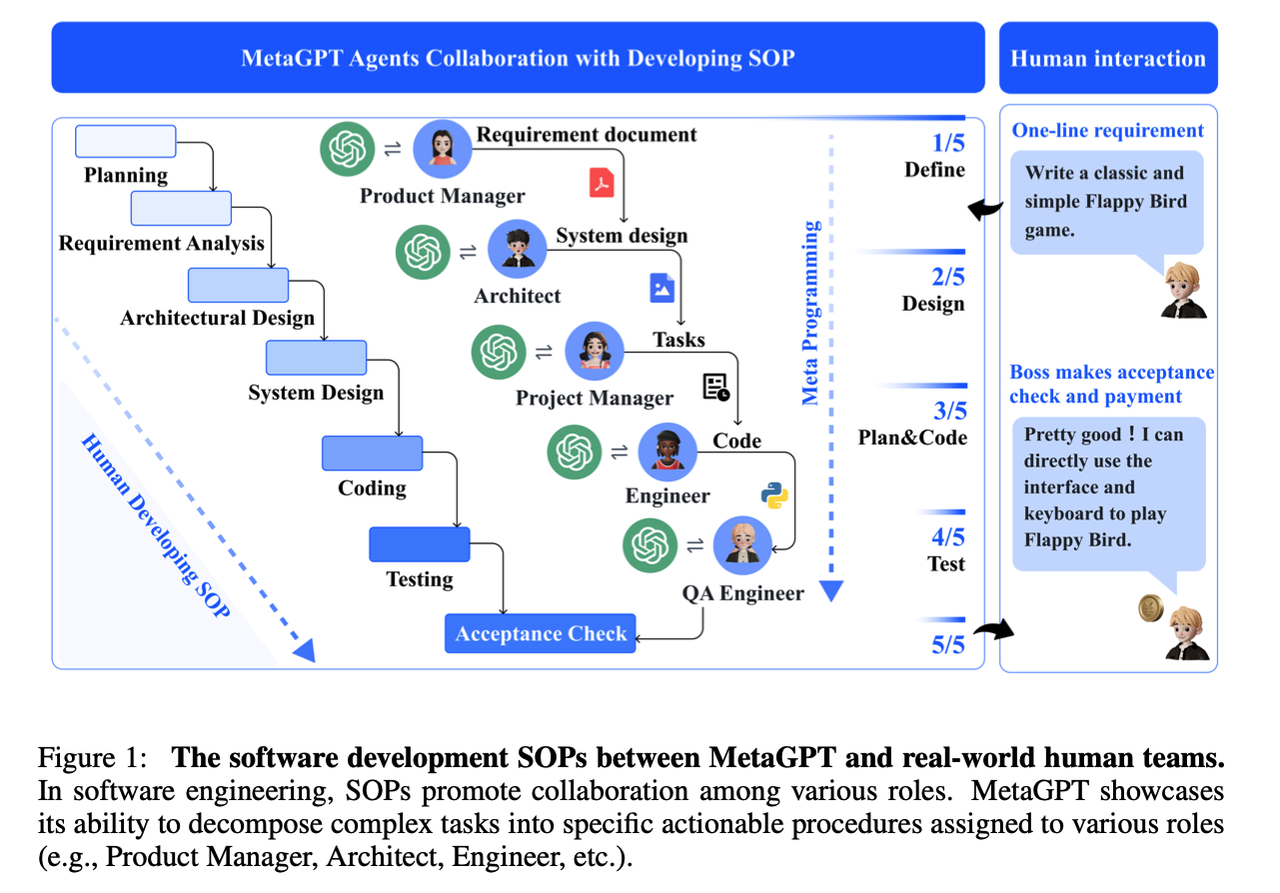 MetaGPT Agents Collaboration with Developing SOP
Human interaction
Planning
Requirement Analysis
Architectural Design
System Design
Coding
Testing
Acceptance Check
Human Developing SOP
Requirement document
Product Manager
System design
Architect
Tasks
Project Manager
Code
Engineer
QA Engineer
Meta Programming
1/5
Define
2/5
Design
3/5
Plan&Code
4/5
Test
5/5
One-line requirement
Write a classic and
simple Flappy Bird
game.
Boss makes acceptance
check and payment
Pretty good！I can
directly use the
interface and
keyboard to play
Flappy Bird.
Figure 1: The software development SOPs between MetaGPT and real-world human teams.
In software engineering, SOPs promote collaboration among various roles. MetaGPT showcases
its ability to decompose complex tasks into specific actionable procedures assigned to various roles
(e.g., Product Manager, Architect, Engineer, etc.).